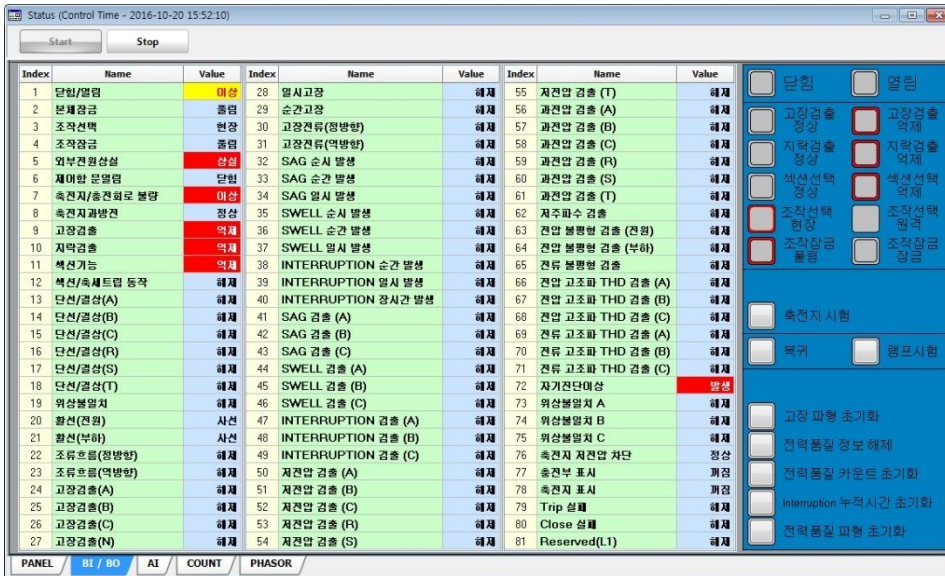 Status (Control Time - 2016-10-20 15:52:10)
Start Stop
Index Name Value Index Name Value Index Name Value
1 닫힘/열림 이상 28 일시고장 해제 55 저전압 검출 (T) 해제
2 본체잠금 풀림 29 순간고장 해제 56 과전압 검출 (A) 해제
3 조작선택 현장 30 고장전류(정방향) 해제 57 과전압 검출 (B) 해제
4 조작잠금 풀림 31 고장전류(역방향) 해제 58 과전압 검출 (C) 해제
5 외부전원상실 상실 32 SAG 순시 발생 해제 59 과전압 검출 (R) 해제
6 제어함 문열림 닫힘 33 SAG 순간 발생 해제 60 과전압 검출 (S) 해제
7 축전지/충전회로 불량 이상 34 SAG 일시 발생 해제 61 과전압 검출 (T) 해제
8 축전지과방전 정상 35 SWELL 순시 발생 해제 62 저주파수 검출 해제
9 고장검출 억제 36 SWELL 순간 발생 해제 63 전압 불평형 검출 (전원) 해제
10 지락검출 억제 37 SWELL 일시 발생 해제 64 전압 불평형 검출 (부하) 해제
11 섹션기능 억제 38 INTERRUPTION 순간 발생 해제 65 전류 불평형 검출 해제
12 섹션/축세트립 동작 해제 39 INTERRUPTION 일시 발생 해제 66 전압 고조파 THD 검출 (A) 해제
13 단선/결상(A) 해제 40 INTERRUPTION 장시간 발생 해제 67 전압 고조파 THD 검출 (B) 해제
14 단선/결상(B) 해제 41 SAG 검출 (A) 해제 68 전압 고조파 THD 검출 (C) 해제
15 단선/결상(C) 해제 42 SAG 검출 (B) 해제 69 전류 고조파 THD 검출 (A) 해제
16 단선/결상(R) 해제 43 SAG 검출 (C) 해제 70 전류 고조파 THD 검출 (B) 해제
17 단선/결상(S) 해제 44 SWELL 검출 (A) 해제 71 전류 고조파 THD 검출 (C) 해제
18 단선/결상(T) 해제 45 SWELL 검출 (B) 해제 72 자기진단이상 발생
19 위상불일치 해제 46 SWELL 검출 (C) 해제 73 위상불일치 A 해제
20 활선(전원) 사선 47 INTERRUPTION 검출 (A) 해제 74 위상불일치 B 해제
21 활선(부하) 사선 48 INTERRUPTION 검출 (B) 해제 75 위상불일치 C 해제
22 조류흐름(정방향) 해제 49 INTERRUPTION 검출 (C) 해제 76 축전지 저전압 차단 정상
23 조류흐름(역방향) 해제 50 저전압 검출 (A) 해제 77 충전부 표시 꺼짐
24 고장검출(A) 해제 51 저전압 검출 (B) 해제 78 축전지 표시 꺼짐
25 고장검출(B) 해제 52 저전압 검출 (C) 해제 79 Trip 실패 해제
26 고장검출(C) 해제 53 저전압 검출 (R) 해제 80 Close 실패 해제
27 고장검출(N) 해제 54 저전압 검출 (S) 해제 81 Reserved(L1) 해제
닫힘 열림
고장검출 정상 고장검출 억제
지락검출 정상 지락검출 억제
섹션선택 정상 섹션선택 억제
조작선택 현장 조작선택 원격
조작잠금 풀림 조작잠금 잠금
축전지 시험
복귀 램프시험
고장 파형 초기화
전력품질 정보 해제
전력품질 카운트 초기화
Interruption 누적시간 초기화
전력품질 파형 초기화
PANEL BI / BO AI COUNT PHASOR